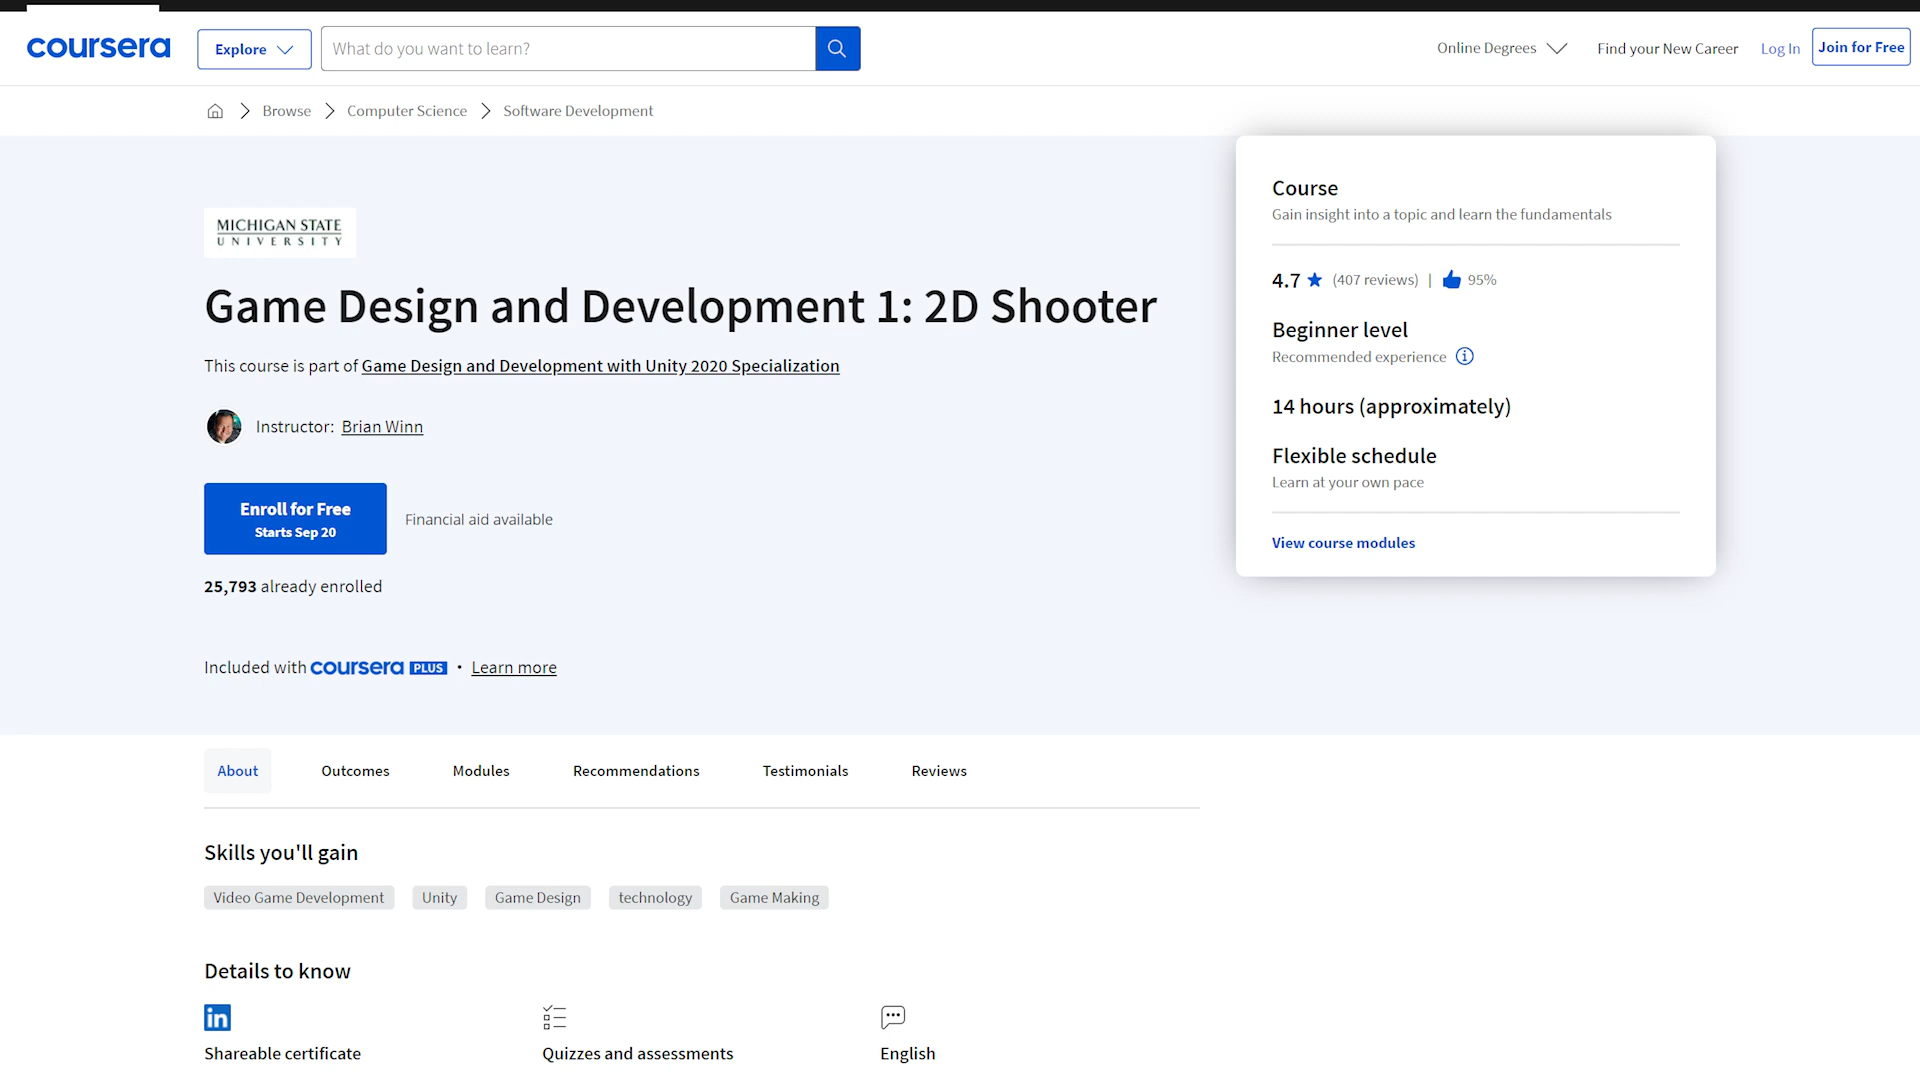 coursera
Explore
What do you want to learn?
Online Degrees
Find your New Career
Log In
Join for Free
Browse
Computer Science
Software Development
MICHIGAN STATE
UNIVERSITY
Game Design and Development 1: 2D Shooter
This course is part of Game Design and Development with Unity 2020 Specialization
Instructor: Brian Winn
Enroll for Free
Starts Sep 20
Financial aid available
25,793 already enrolled
Included with coursera PLUS • Learn more
Course
Gain insight into a topic and learn the fundamentals
4.7 (407 reviews) | 95%
Beginner level
Recommended experience
14 hours (approximately)
Flexible schedule
Learn at your own pace
View course modules
About
Outcomes
Modules
Recommendations
Testimonials
Reviews
Skills you'll gain
Video Game Development
Unity
Game Design
technology
Game Making
Details to know
in
Shareable certificate
Quizzes and assessments
English